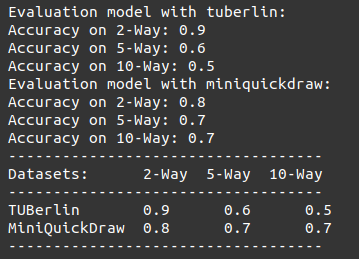 Evaluation model with tuberlin:
Accuracy on 2-Way: 0.9
Accuracy on 5-Way: 0.6
Accuracy on 10-Way: 0.5
Evaluation model with miniquickdraw:
Accuracy on 2-Way: 0.8
Accuracy on 5-Way: 0.7
Accuracy on 10-Way: 0.7
-----------------------------------
Datasets:      2-Way  5-Way  10-Way
-----------------------------------
TUBerlin       0.9      0.6      0.5
MiniQuickDraw  0.8      0.7      0.7
-----------------------------------